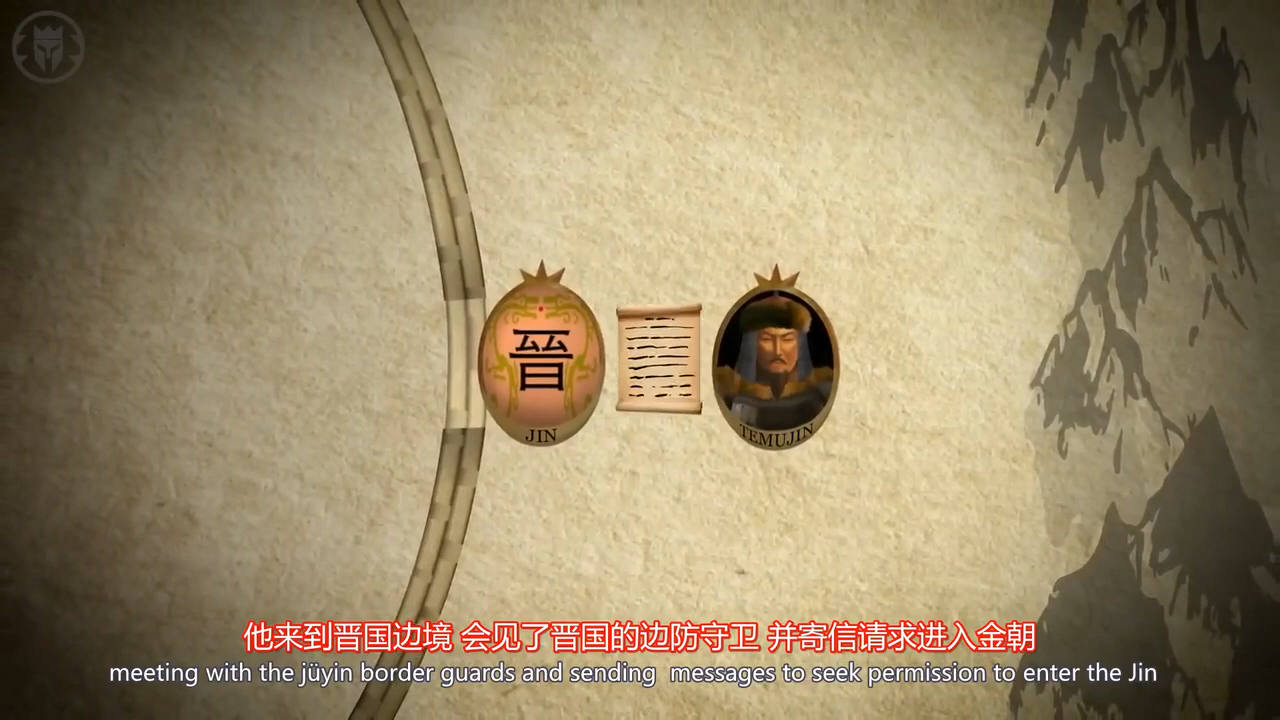 晉
JIN
TEMUJIN
他来到晋国边境 会见了晋国的边防守卫 并寄信请求进入金朝
meeting with the jüyin border guards and sending  messages to seek permission to enter the Jin